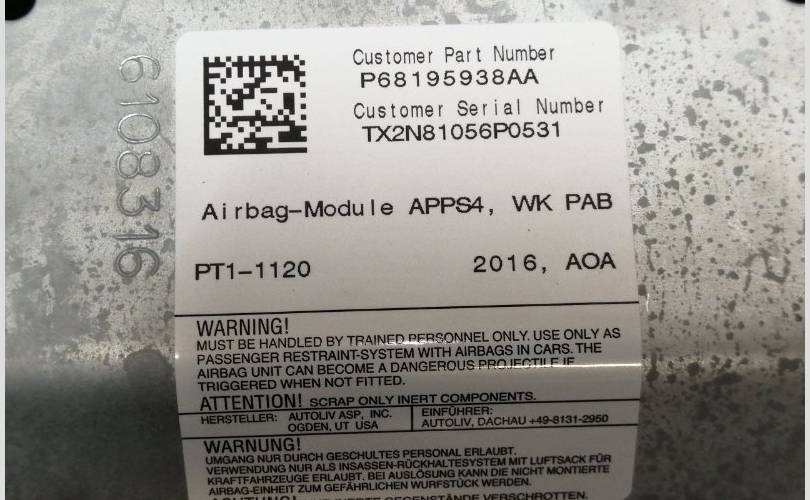 6108316
Customer Part Number
P68195938AA
Customer Serial Number
TX2N81056P0531
Airbag-Module APPS4, WK PAB
PT1-1120 2016, AOA
WARNING!
MUST BE HANDLED BY TRAINED PERSONNEL ONLY. USE ONLY AS
PASSENGER RESTRAINT-SYSTEM WITH AIRBAGS IN CARS. THE
AIRBAG UNIT CAN BECOME A DANGEROUS PROJECTILE IF
TRIGGERED WHEN NOT FITTED.
ATTENTION! SCRAP ONLY INERT COMPONENTS.
HERSTELLER: AUTOLIV ASP, INC.
OGDEN, UT USA
EINFÜHRER:
AUTOLIV, DACHAU +49-8131-2950
WARNUNG!
UMGANG NUR DURCH GESCHULTES PERSONAL ERLAUBT.
VERWENDUNG NUR ALS INSASSEN-RÜCKHALTESYSTEM MIT LUFTSACK FÜR
KRAFTFAHRZEUGE ERLAUBT. BEI AUSLÖSUNG KANN DIE NICHT MONTIERTE
AIRBAG-EINHEIT ZUM GEFÄHRLICHEN WURFSTÜCK WERDEN.
ACHTUNG! NUR INERTE GEGENSTÄNDE VERSCHROTTEN.